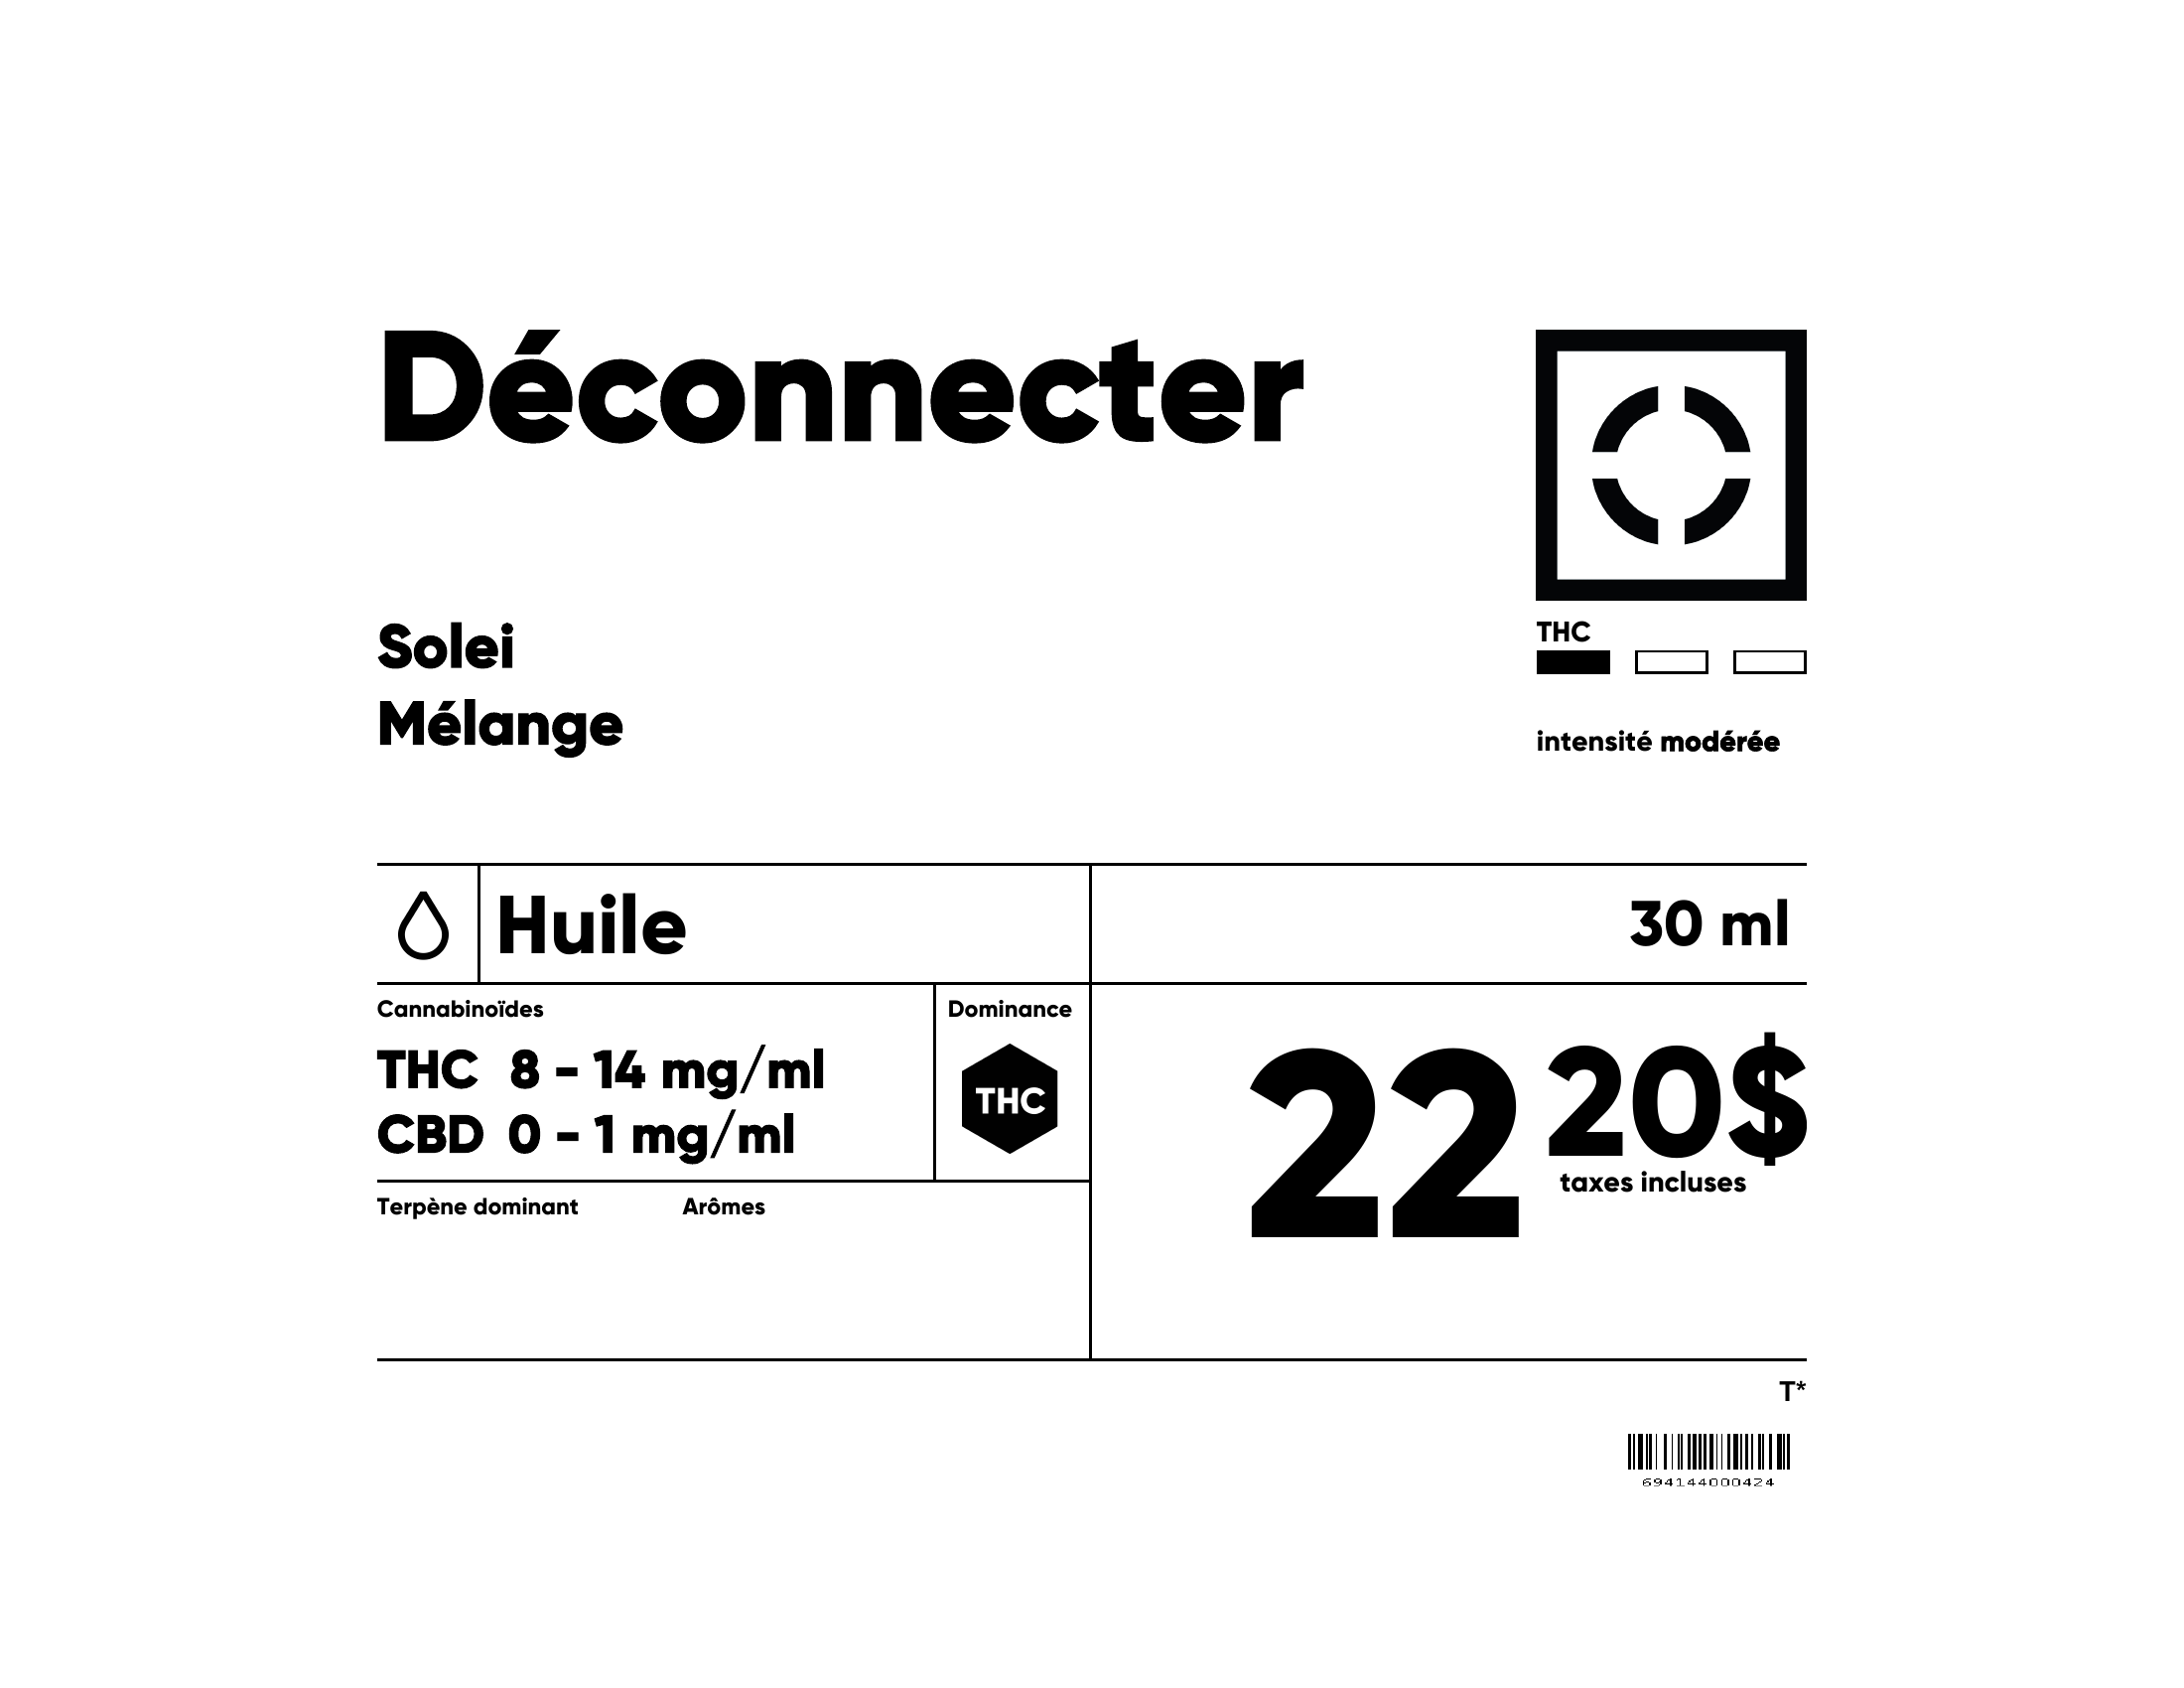 Déconnecter
Solei
Mélange
THC
intensité modérée
Huile
30 ml
Cannabinoïdes
THC 8 – 14 mg/ml
CBD 0 – 1 mg/ml
Dominance
THC
22 20$
taxes incluses
Terpène dominant
Arômes
T*
694144000424